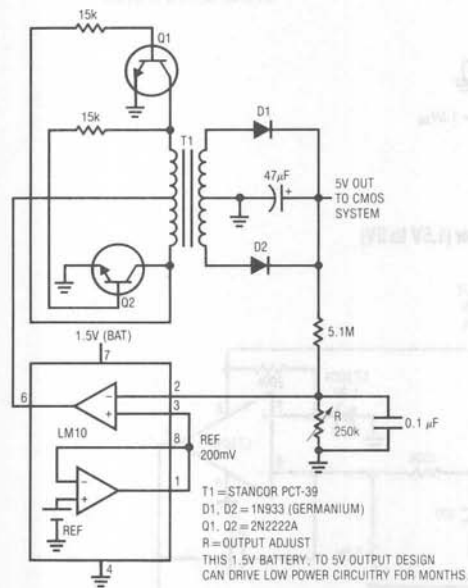 15k
Q1
15k
T1
D1
47µF
+
5V OUT
TO CMOS
SYSTEM
D2
Q2
5.1M
1.5V (BAT)
7
6
2
–
+
3
LM10
8
REF
200mV
R
250k
0.1 µF
–
+
1
REF
4
T1 = STANCOR PCT-39
D1, D2 = 1N933 (GERMANIUM)
Q1, Q2 = 2N2222A
R = OUTPUT ADJUST
THIS 1.5V BATTERY, TO 5V OUTPUT DESIGN
CAN DRIVE LOW POWER CIRCUITRY FOR MONTHS